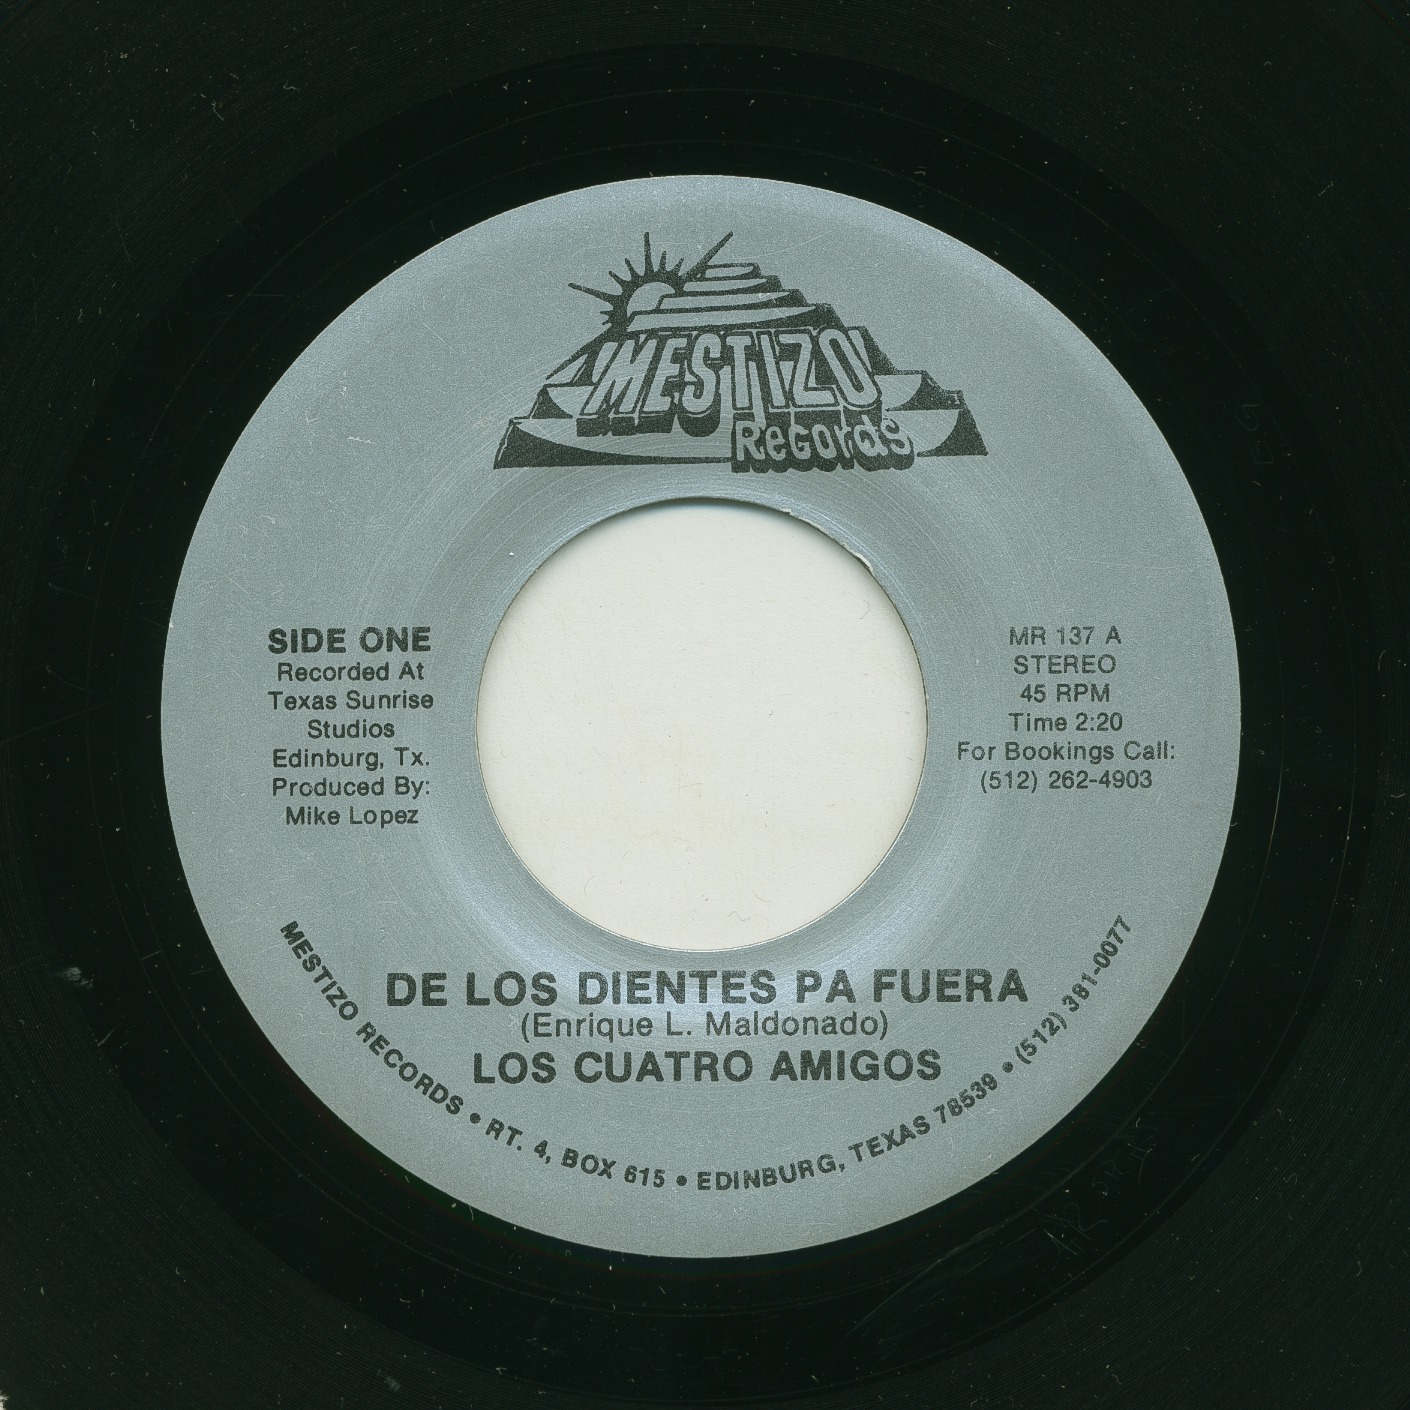 MESTIZO
Records
SIDE ONE
Recorded At
Texas Sunrise
Studios
Edinburg, Tx.
Produced By:
Mike Lopez
MR 137 A
STEREO
45 RPM
Time 2:20
For Bookings Call:
(512) 262-4903
DE LOS DIENTES PA FUERA
(Enrique L. Maldonado)
LOS CUATRO AMIGOS
MESTIZO RECORDS • RT. 4, BOX 615 • EDINBURG, TEXAS 78539 • (512) 381-0077